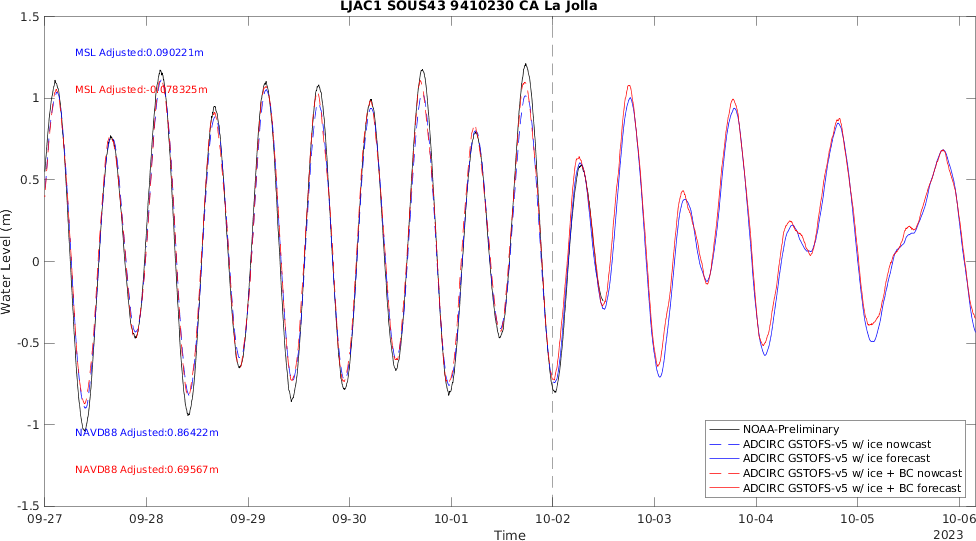 LJAC1 SOUS43 9410230 CA La Jolla
1.5
1
0.5
0
-0.5
-1
-1.5
Water Level (m)
MSL Adjusted:0.090221m
MSL Adjusted:-0.078325m
NAVD88 Adjusted:0.86422m
NAVD88 Adjusted:0.69567m
NOAA-Preliminary
ADCIRC GSTOFS-v5 w/ ice nowcast
ADCIRC GSTOFS-v5 w/ ice forecast
ADCIRC GSTOFS-v5 w/ ice + BC nowcast
ADCIRC GSTOFS-v5 w/ ice + BC forecast
09-27 09-28 09-29 09-30 10-01 10-02 10-03 10-04 10-05 10-06
Time
2023